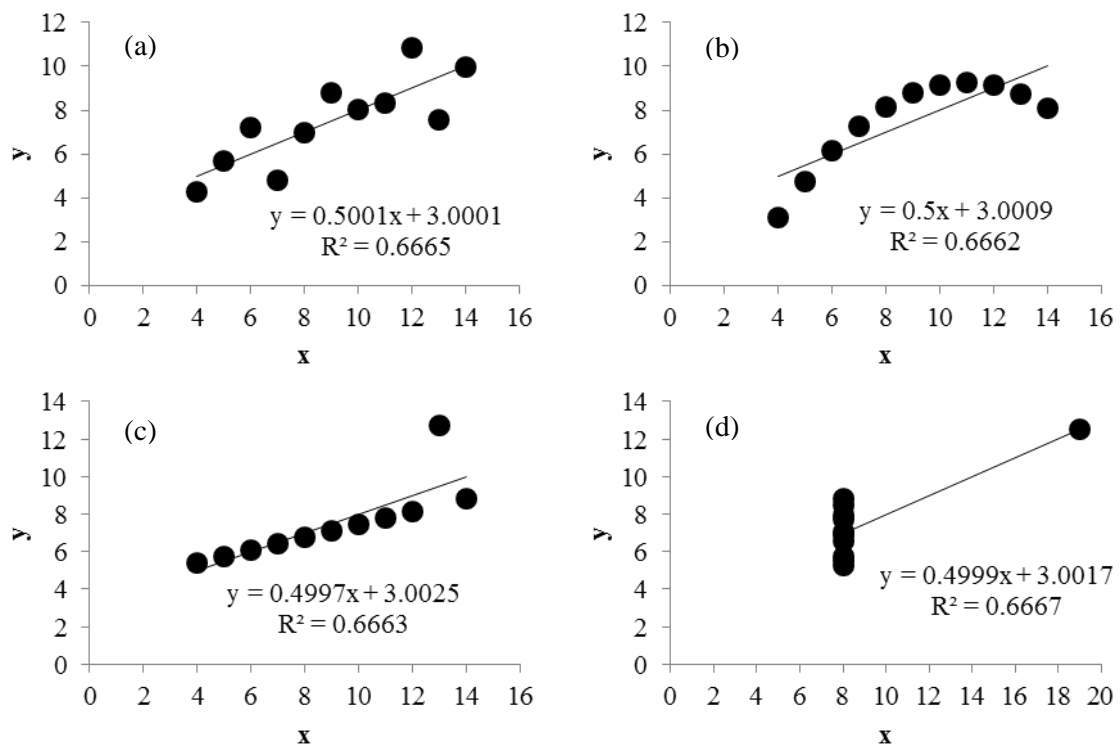 (a)
12
10
8
6
4
2
0
y
y = 0.5001x + 3.0001
R² = 0.6665
0 2 4 6 8 10 12 14 16
x
(b)
12
10
8
6
4
2
0
y
y = 0.5x + 3.0009
R² = 0.6662
0 2 4 6 8 10 12 14 16
x
(c)
14
12
10
8
6
4
2
0
y
y = 0.4997x + 3.0025
R² = 0.6663
0 2 4 6 8 10 12 14 16
x
(d)
14
12
10
8
6
4
2
0
y
y = 0.4999x + 3.0017
R² = 0.6667
0 2 4 6 8 10 12 14 16 18 20
x